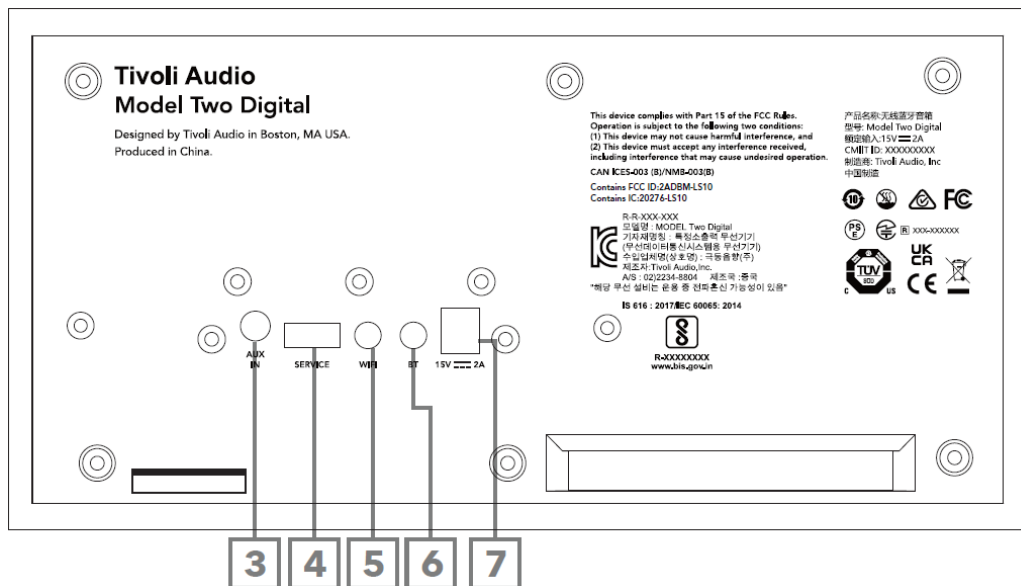 Tivoli Audio
Model Two Digital
Designed by Tivoli Audio in Boston, MA USA.
Produced in China.
This device complies with Part 15 of the FCC Rules.
Operation is subject to the following two conditions:
(1) This device may not cause harmful interference, and
(2) This device must accept any interference received,
including interference that may cause undesired operation.
CAN ICES-003 (B)/NMB-003(B)
Contains FCC ID:2ADBM-LS10
Contains IC:20276-LS10
R-R-XXX-XXX
모델명 : MODEL Two Digital
기자재명칭 : 특정소출력 무선기기
(무선데이터통신시스템용 무선기기)
수입업체명(상호명) : 극동음향(주)
제조자:Tivoli Audio,Inc.
A/S : 02)2234-8804 제조국 :중국
"해당 무선 설비는 운용 중 전파혼신 가능성이 있음"
IS 616 : 2017/IEC 60065: 2014
R-XXXXXXXX
www.bis.gov.in
产品名称:无线蓝牙音箱
型号: Model Two Digital
额定输入:15V 2A
CMIIT ID: XXXXXXXXX
制造商: Tivoli Audio, Inc
中国制造
10
FC
PS
E
R XXX-XXXXXX
TÜV
SÜD
C US
UK
CA
CE
AUX
IN
SERVICE
WIFI
BT
15V 2A
3
4
5
6
7